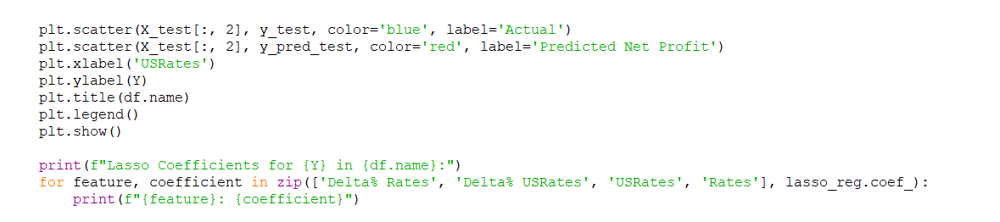 plt.scatter(X_test[:, 2], y_test, color='blue', label='Actual')
plt.scatter(X_test[:, 2], y_pred_test, color='red', label='Predicted Net Profit')
plt.xlabel('USRates')
plt.ylabel(Y)
plt.title(df.name)
plt.legend()
plt.show()

print(f"Lasso Coefficients for {Y} in {df.name}:")
for feature, coefficient in zip(['Delta% Rates', 'Delta% USRates', 'USRates', 'Rates'], lasso_reg.coef_):
    print(f"{feature}: {coefficient}")